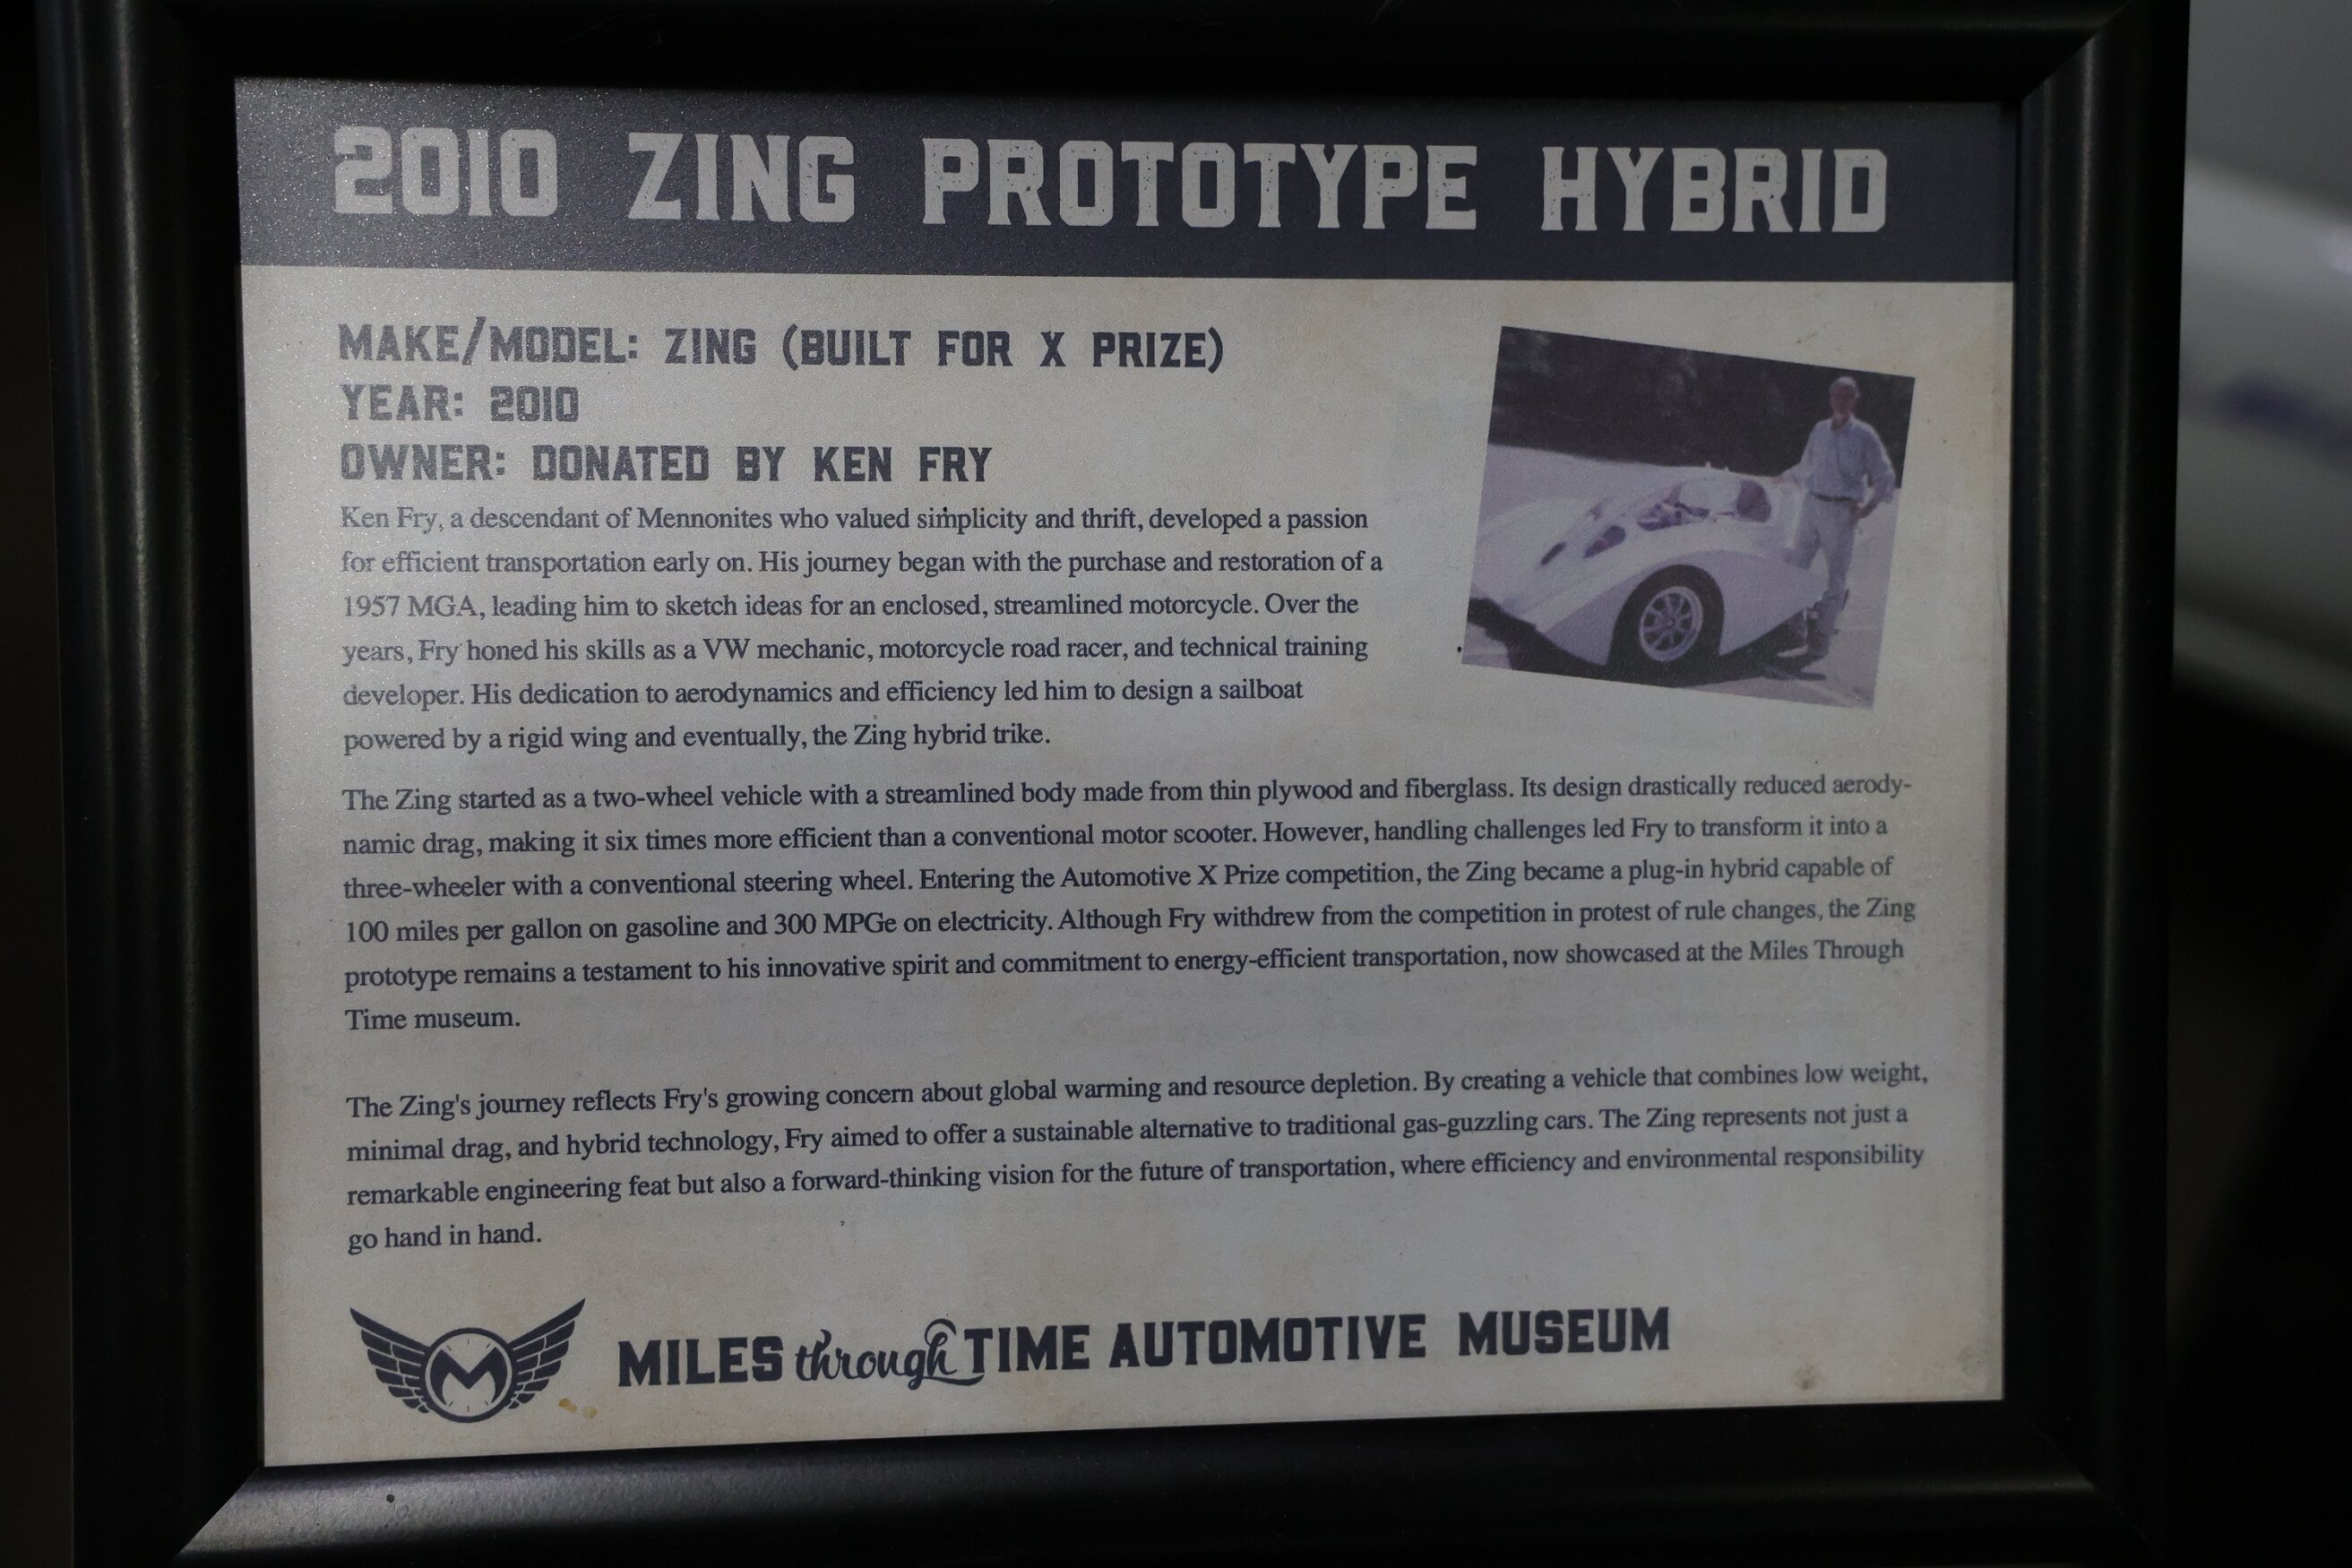 2010 ZING PROTOTYPE HYBRID
MAKE/MODEL: ZING (BUILT FOR X PRIZE)
YEAR: 2010
OWNER: DONATED BY KEN FRY
Ken Fry, a descendant of Mennonites who valued simplicity and thrift, developed a passion
for efficient transportation early on. His journey began with the purchase and restoration of a
1957 MGA, leading him to sketch ideas for an enclosed, streamlined motorcycle. Over the
years, Fry honed his skills as a VW mechanic, motorcycle road racer, and technical training
developer. His dedication to aerodynamics and efficiency led him to design a sailboat
powered by a rigid wing and eventually, the Zing hybrid trike.
The Zing started as a two-wheel vehicle with a streamlined body made from thin plywood and fiberglass. Its design drastically reduced aerody-
namic drag, making it six times more efficient than a conventional motor scooter. However, handling challenges led Fry to transform it into a
three-wheeler with a conventional steering wheel. Entering the Automotive X Prize competition, the Zing became a plug-in hybrid capable of
100 miles per gallon on gasoline and 300 MPGe on electricity. Although Fry withdrew from the competition in protest of rule changes, the Zing
prototype remains a testament to his innovative spirit and commitment to energy-efficient transportation, now showcased at the Miles Through
Time museum.
The Zing's journey reflects Fry's growing concern about global warming and resource depletion. By creating a vehicle that combines low weight,
minimal drag, and hybrid technology, Fry aimed to offer a sustainable alternative to traditional gas-guzzling cars. The Zing represents not just a
remarkable engineering feat but also a forward-thinking vision for the future of transportation, where efficiency and environmental responsibility
go hand in hand.
M
MILES through TIME AUTOMOTIVE MUSEUM